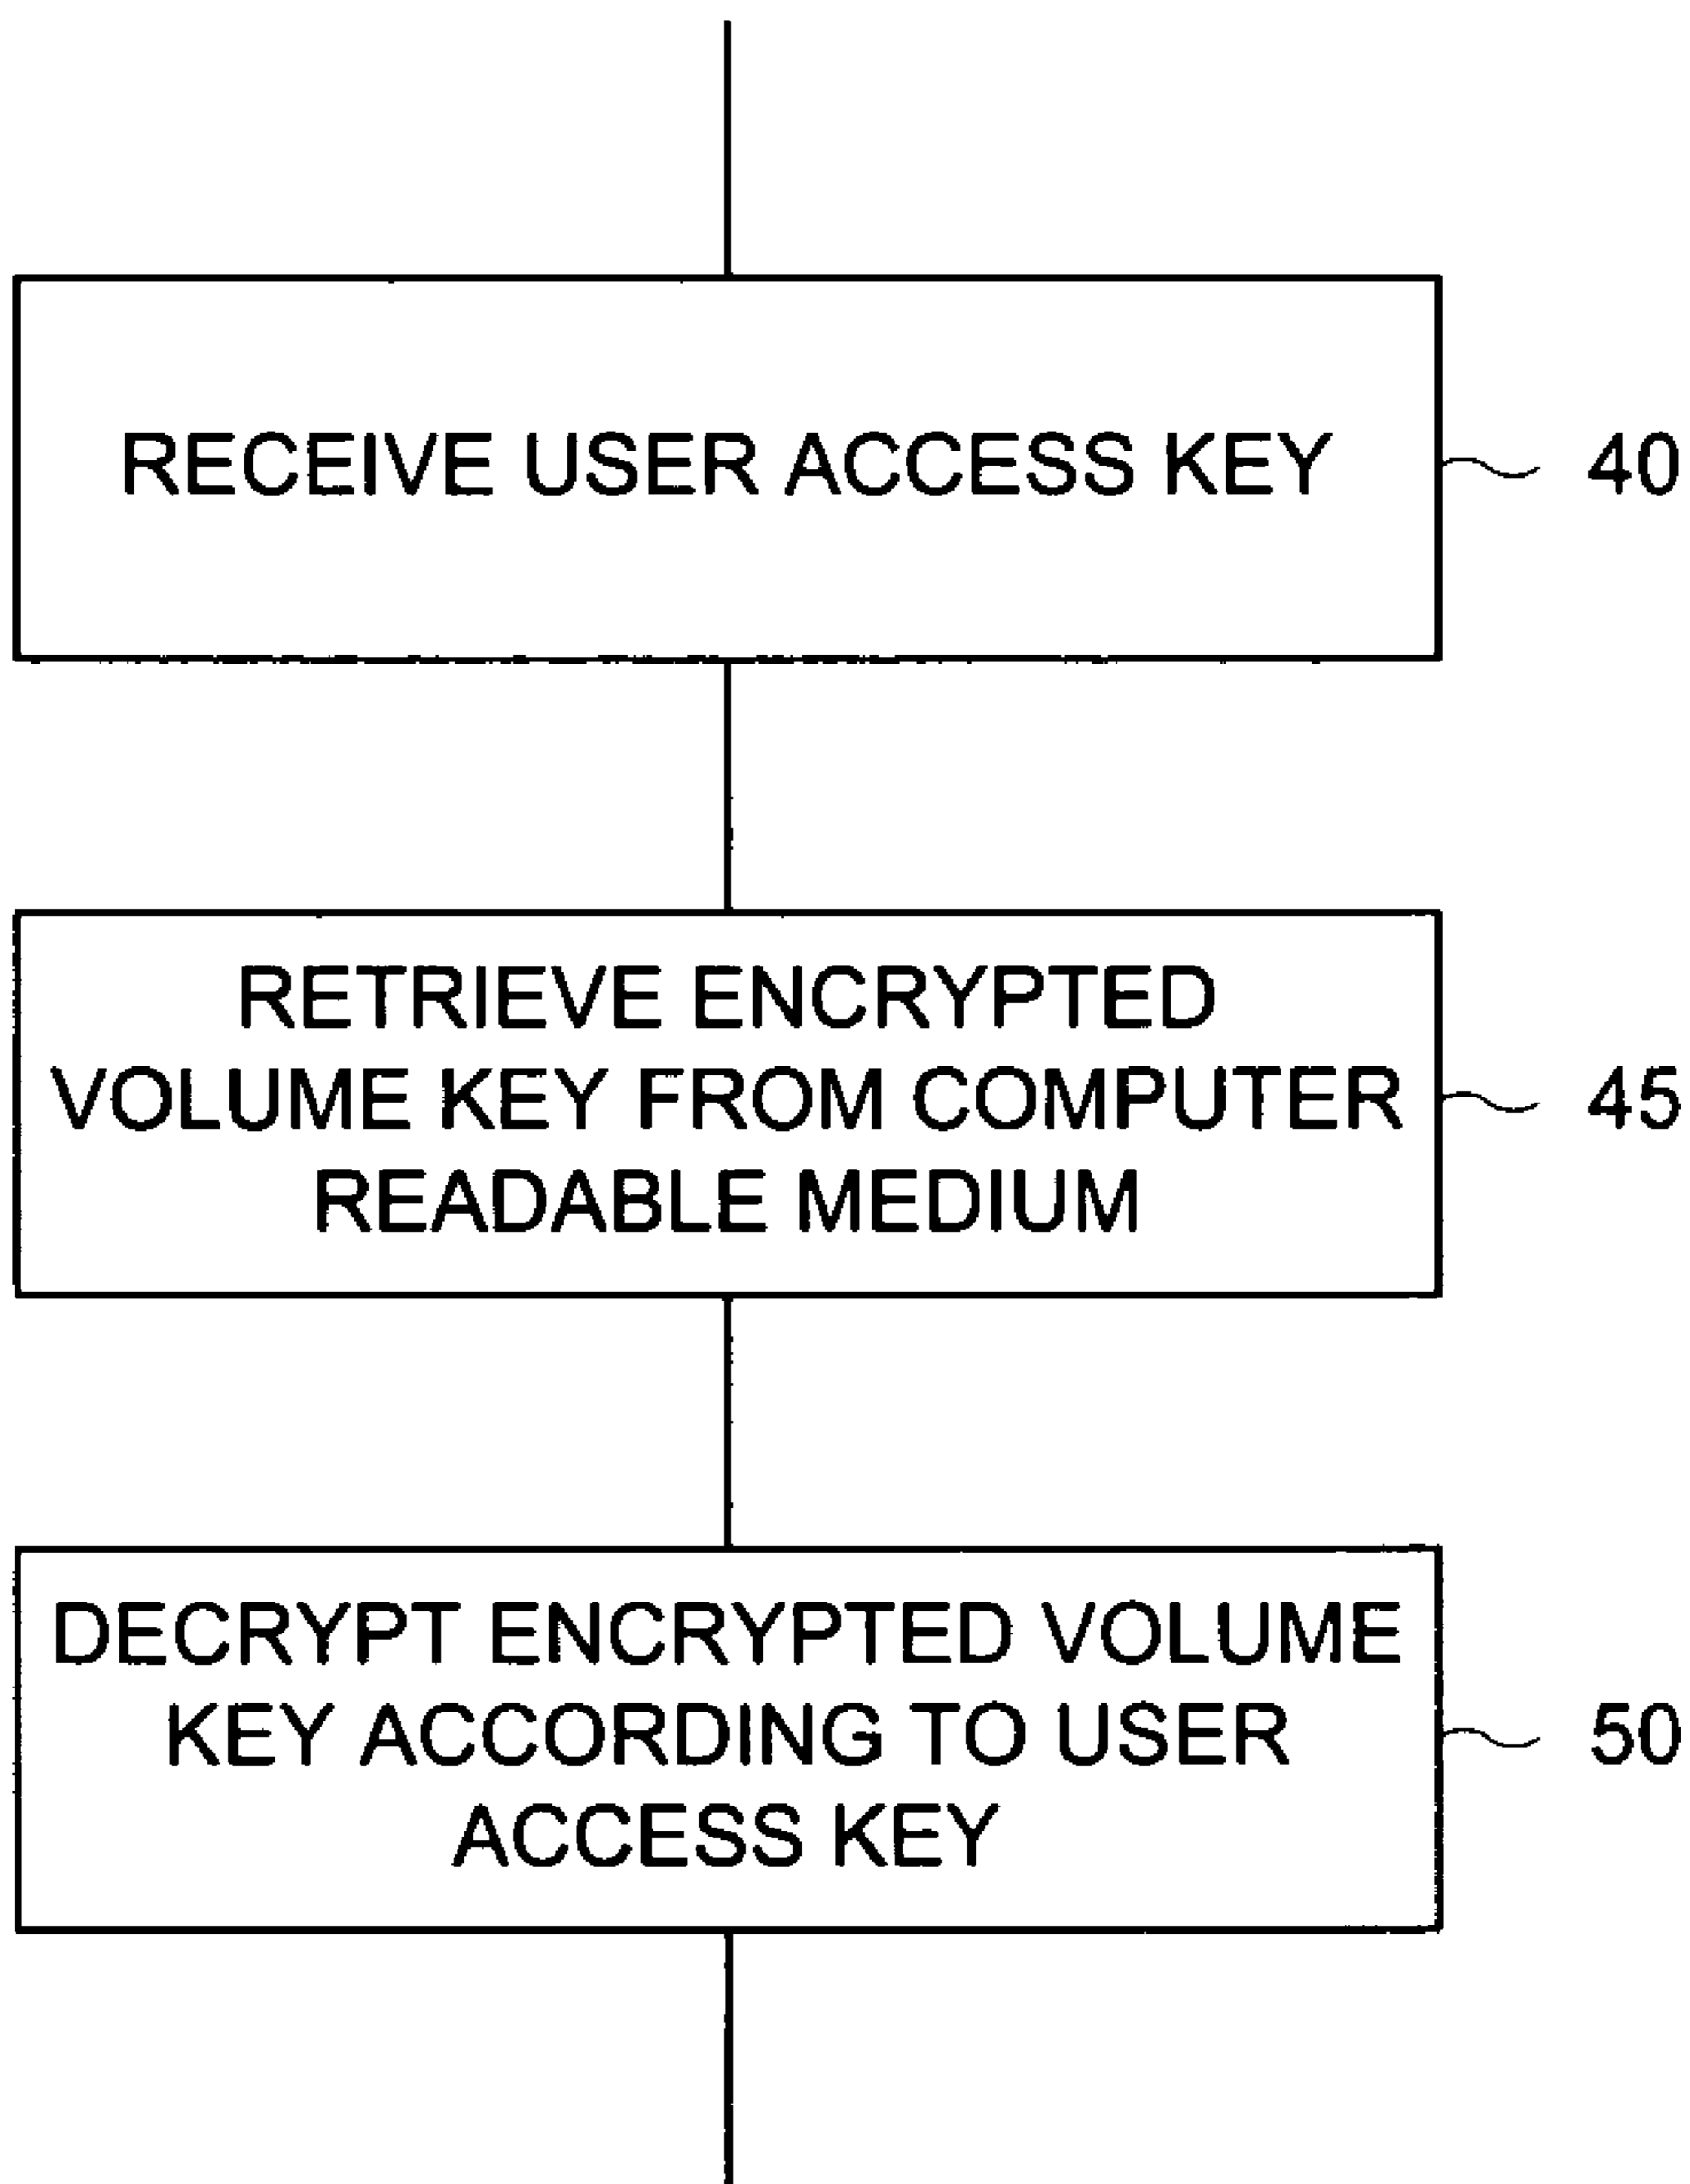 RECEIVE USER ACCESS KEY
40
RETRIEVE ENCRYPTED
VOLUME KEY FROM COMPUTER
READABLE MEDIUM
45
DECRYPT ENCRYPTED VOLUME
KEY ACCORDING TO USER
ACCESS KEY
50